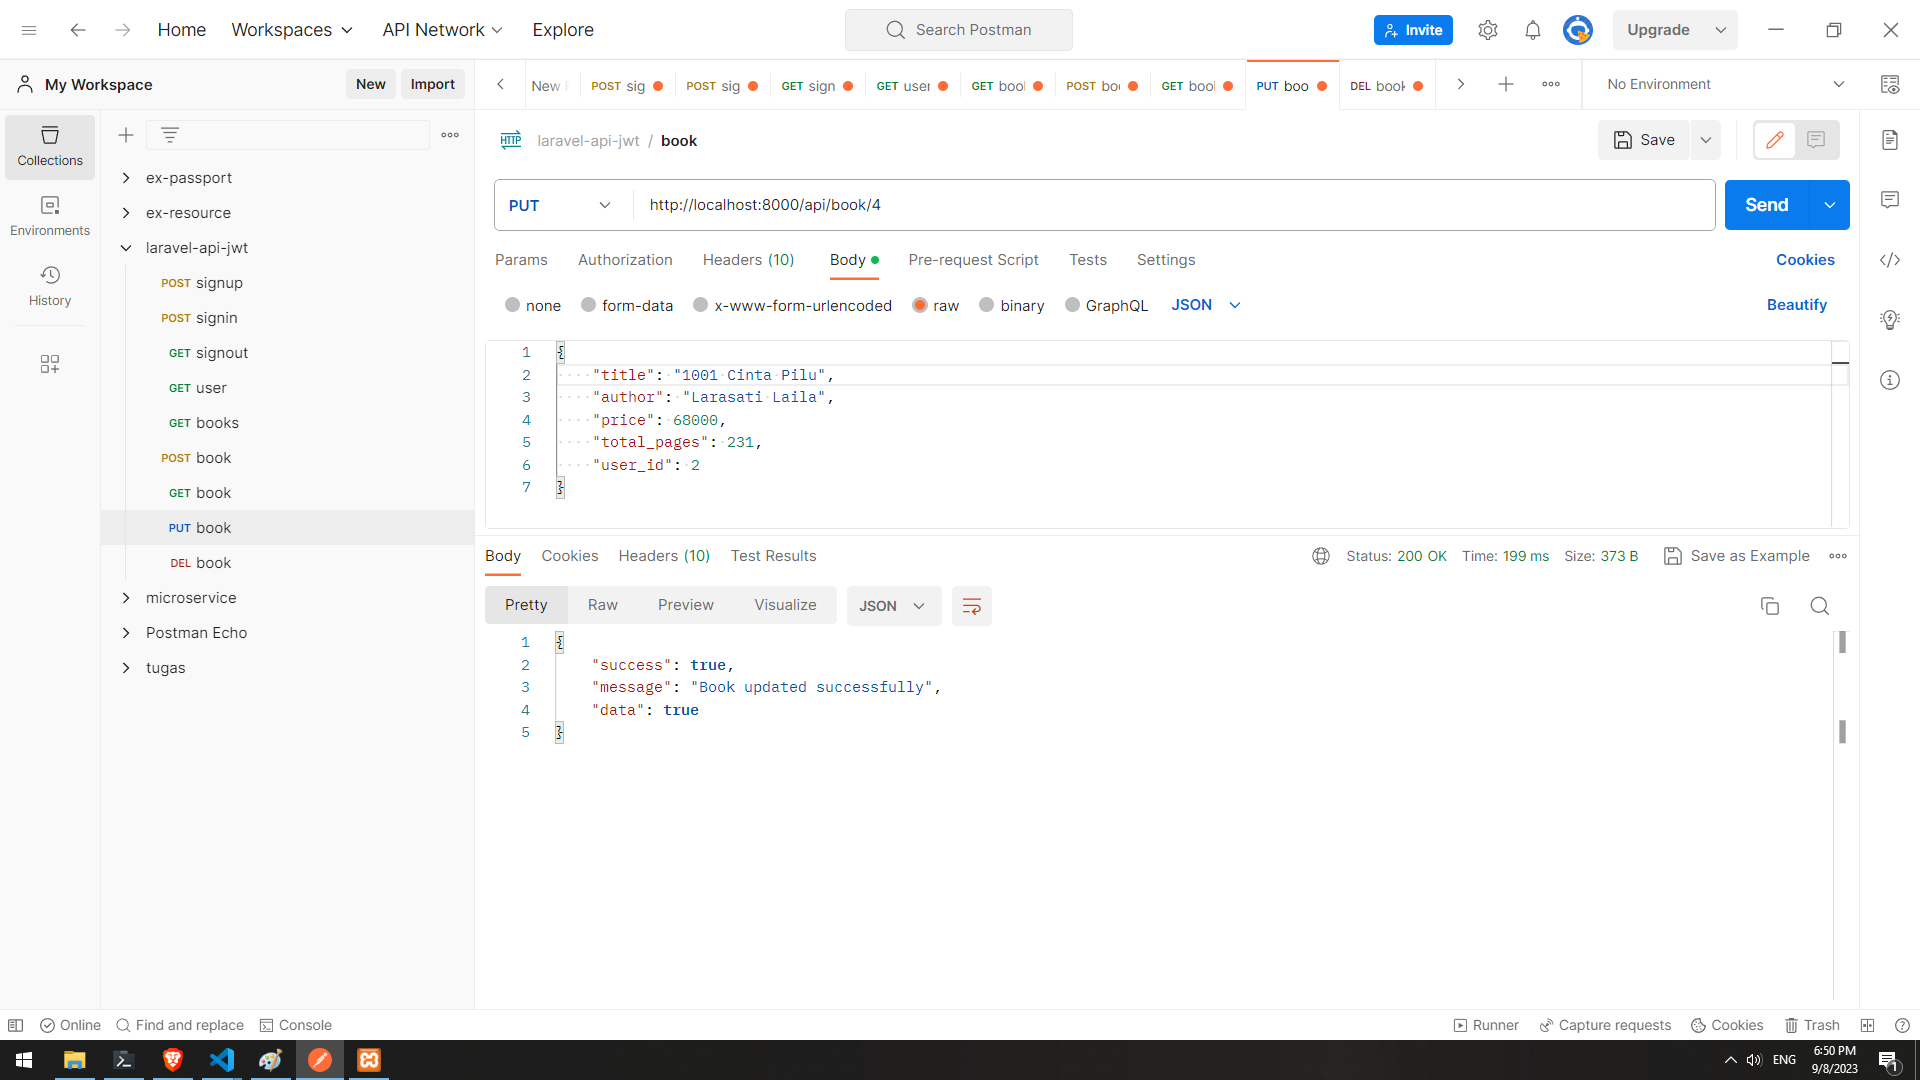 Home Workspaces API Network Explore Search Postman Invite Upgrade
My Workspace New Import
New POST sig POST sig GET sign GET user GET bool POST bo GET bool PUT boo DEL book No Environment
Collections
Environments
History
ex-passport
ex-resource
laravel-api-jwt
POST signup
POST signin
GET signout
GET user
GET books
POST book
GET book
PUT book
DEL book
microservice
Postman Echo
tugas
HTTP laravel-api-jwt / book Save
PUT http://localhost:8000/api/book/4 Send
Params Authorization Headers (10) Body Pre-request Script Tests Settings Cookies
none form-data x-www-form-urlencoded raw binary GraphQL JSON Beautify
1 {
2 "title": "1001 Cinta Pilu",
3 "author": "Larasati Laila",
4 "price": 68000,
5 "total_pages": 231,
6 "user_id": 2
7 }
Body Cookies Headers (10) Test Results Status: 200 OK Time: 199 ms Size: 373 B Save as Example
Pretty Raw Preview Visualize JSON
1 {
2 "success": true,
3 "message": "Book updated successfully",
4 "data": true
5 }
Online Find and replace Console Runner Capture requests Cookies Trash
ENG 6:50 PM
9/8/2023 1